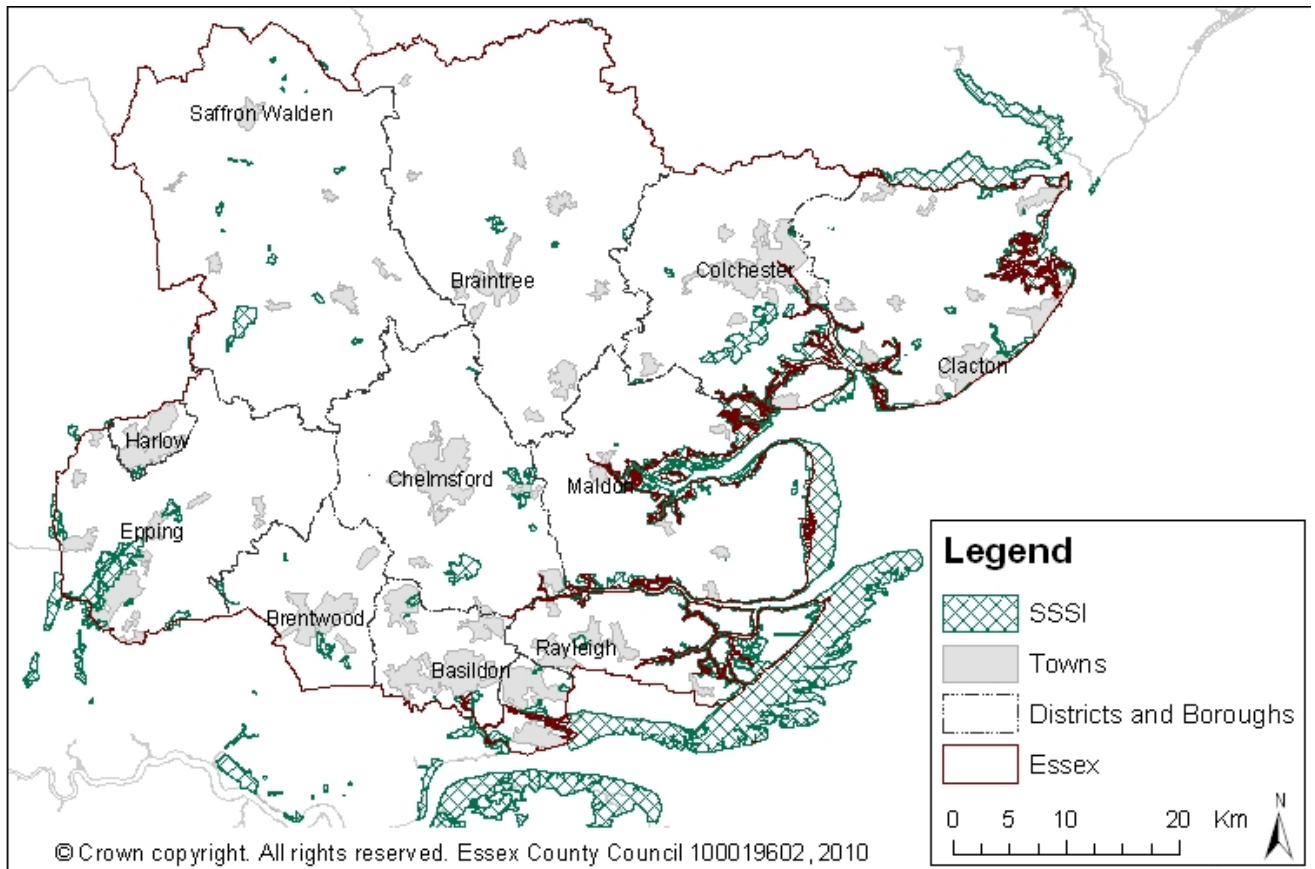 Saffron Walden
Braintree
Colchester
Clacton
Harlow
Chelmsford
Maldon
Epping
Brentwood
Rayleigh
Basildon
Legend
SSSI
Towns
Districts and Boroughs
Essex
0 5 10 20 Km
N
© Crown copyright. All rights reserved. Essex County Council 100019602, 2010